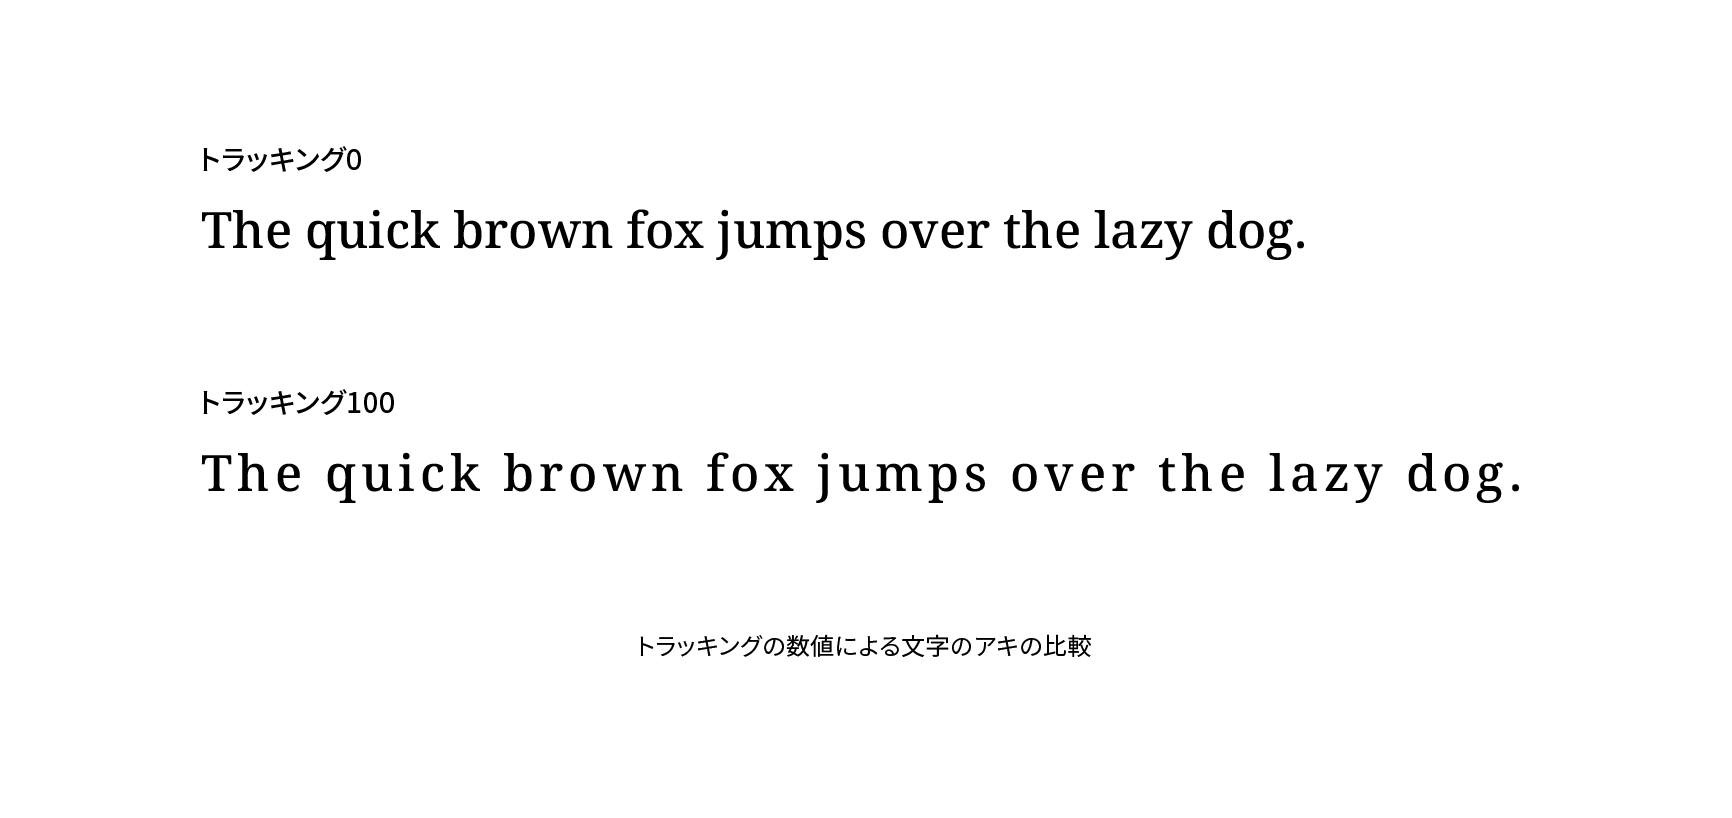 トラッキング0
The quick brown fox jumps over the lazy dog.
トラッキング100
The quick brown fox jumps over the lazy dog.
トラッキングの数値による文字のアキの比較